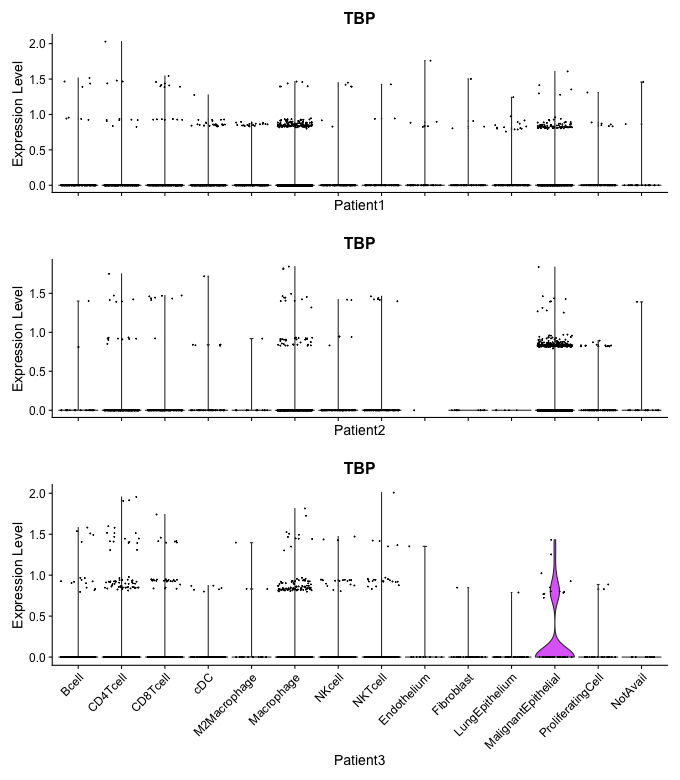 TBP
Expression Level
2.0
1.5
1.0
0.5
0.0
Patient1
TBP
Expression Level
1.5
1.0
0.5
0.0
Patient2
TBP
Expression Level
2.0
1.5
1.0
0.5
0.0
Bcell
CD4Tcell
CD8Tcell
cDC
M2Macrophage
Macrophage
NKcell
NKTcell
Endothelium
Fibroblast
LungEpithelium
MalignantEpithelial
ProliferatingCell
NotAvail
Patient3